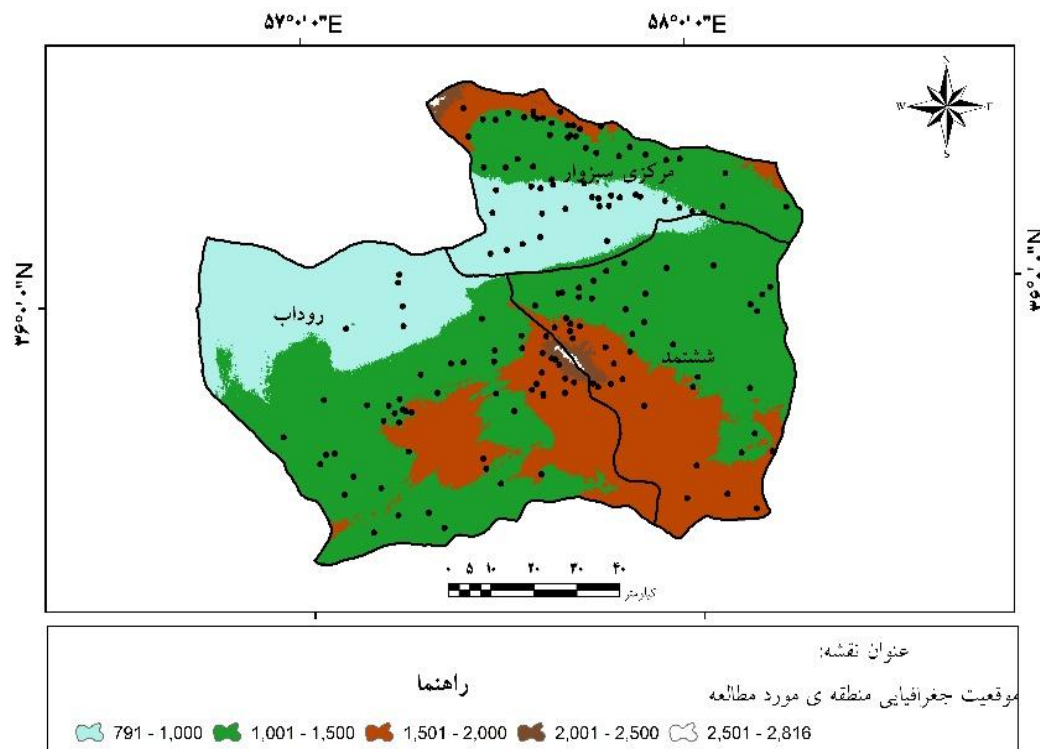 ۵۷°۰'۰"E ۵۸°۰'۰"E
N
W E
S
مرکزی سبزوار
۳۶°۰'۰"N ۳۶°۰'۰"N
روداب
ششتمد
۰ ۵ ۱۰ ۲۰ ۳۰ ۴۰
کیلومتر
عنوان نقشه:
راهنما
موقعیت جغرافیایی منطقه ی مورد مطالعه
791 - 1,000 1,001 - 1,500 1,501 - 2,000 2,001 - 2,500 2,501 - 2,816